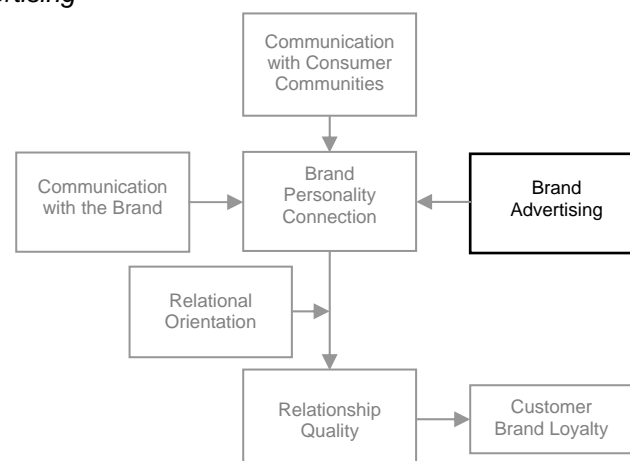 Communication
with Consumer
Communities
Communication
with the Brand
Brand
Personality
Connection
Brand
Advertising
Relational
Orientation
Relationship
Quality
Customer
Brand Loyalty